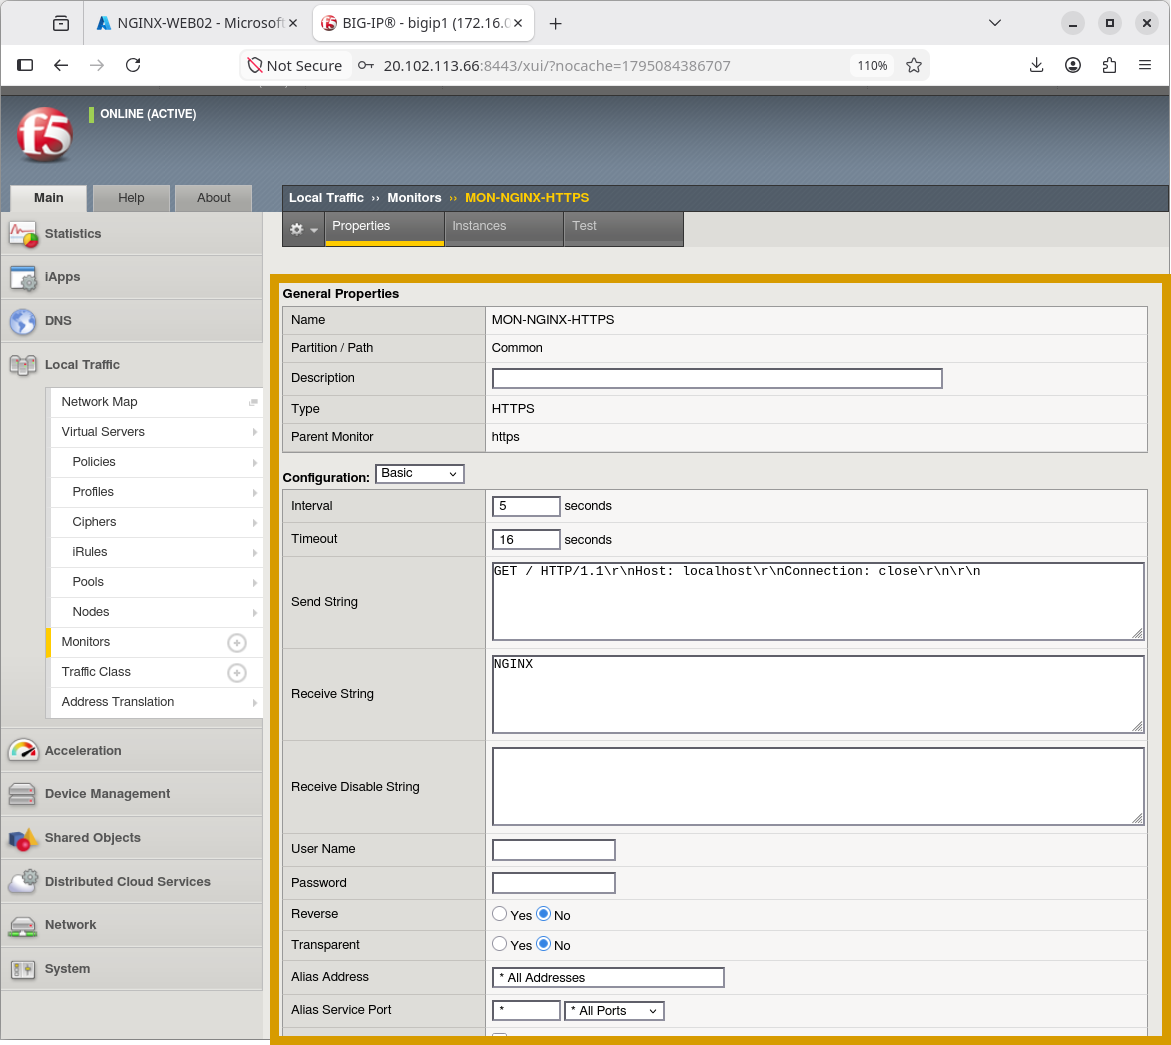 NGINX-WEB02 - Microsoft
BIG-IP® - bigip1 (172.16.0
Not Secure
20.102.113.66:8443/xui/?nocache=1795084386707
110%
f5
ONLINE (ACTIVE)
Main
Help
About
Local Traffic ›› Monitors ›› MON-NGINX-HTTPS
Properties
Instances
Test
Statistics
iApps
DNS
Local Traffic
Network Map
Virtual Servers
Policies
Profiles
Ciphers
iRules
Pools
Nodes
Monitors
Traffic Class
Address Translation
Acceleration
Device Management
Shared Objects
Distributed Cloud Services
Network
System
General Properties
Name MON-NGINX-HTTPS
Partition / Path Common
Description
Type HTTPS
Parent Monitor https
Configuration: Basic
Interval 5 seconds
Timeout 16 seconds
Send String GET / HTTP/1.1\r\nHost: localhost\r\nConnection: close\r\n\r\n
Receive String NGINX
Receive Disable String
User Name
Password
Reverse Yes No
Transparent Yes No
Alias Address * All Addresses
Alias Service Port * * All Ports